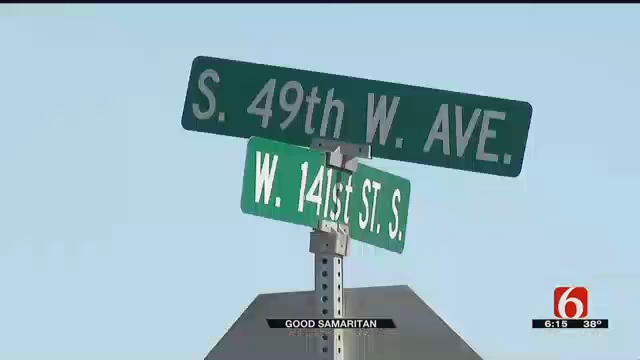 S. 49th W. AVE.
W. 141st ST. S.
6
GOOD SAMARITAN
6:15 38°